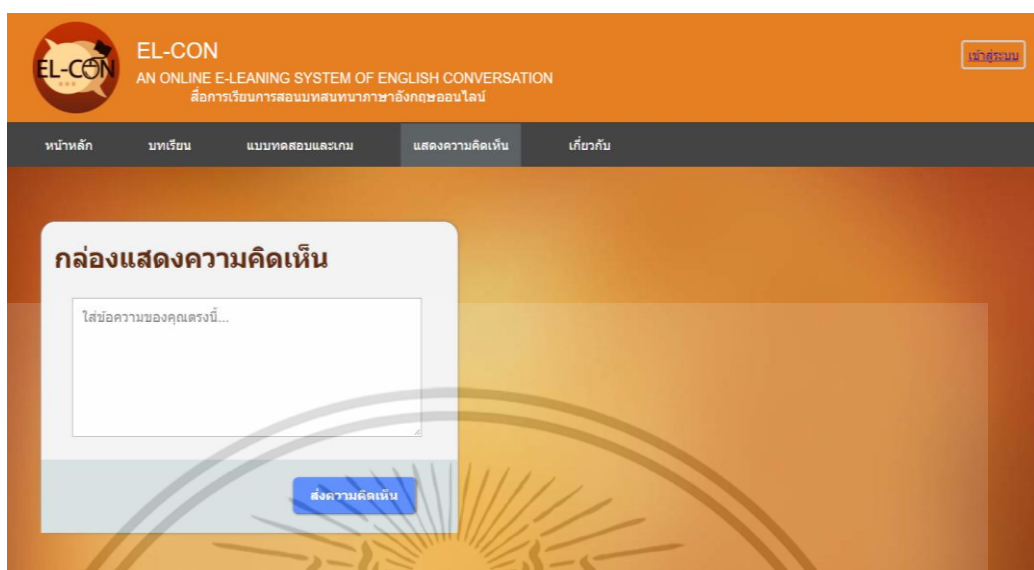 EL-CON
EL-CON
AN ONLINE E-LEANING SYSTEM OF ENGLISH CONVERSATION
สื่อการเรียนการสอนบทสนทนาภาษาอังกฤษออนไลน์
เข้าสู่ระบบ
หน้าหลัก บทเรียน แบบทดสอบและเกม แสดงความคิดเห็น เกี่ยวกับ
กล่องแสดงความคิดเห็น
ใส่ข้อความของคุณตรงนี้...
ส่งความคิดเห็น